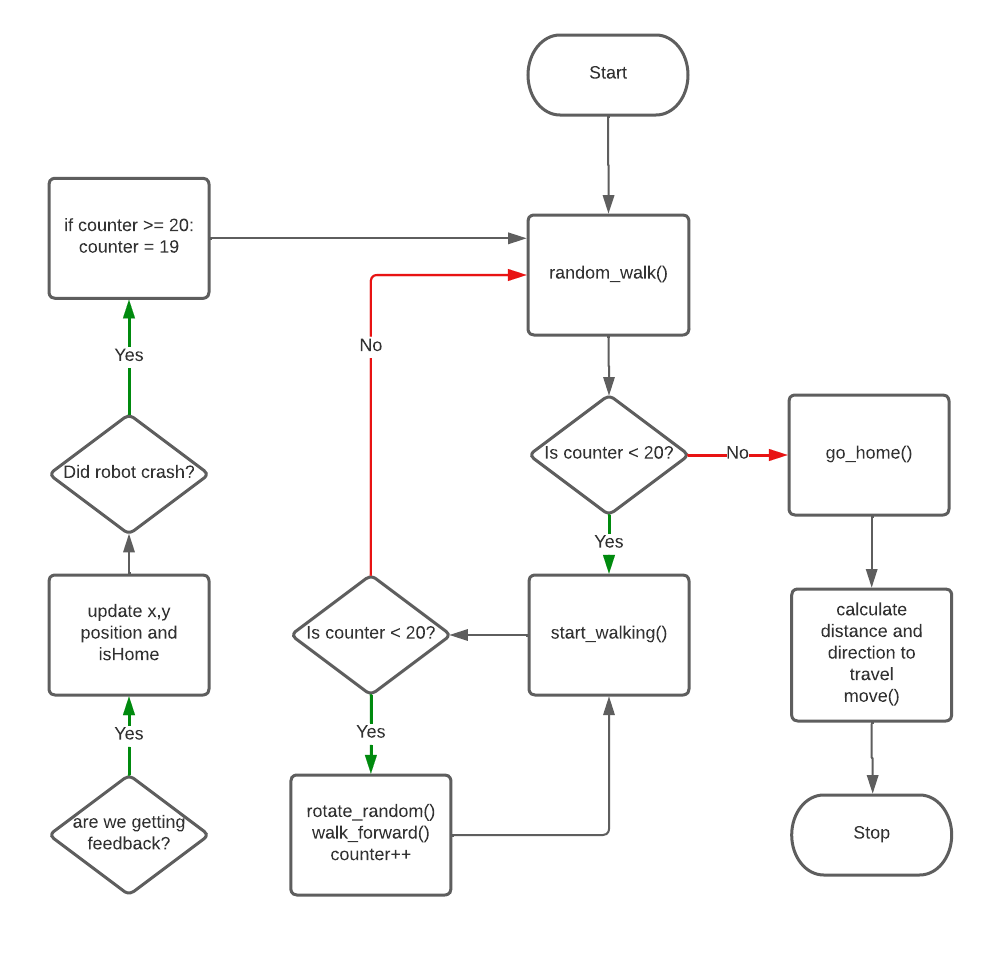 Start
if counter >= 20:
counter = 19
random_walk()
No
Yes
Is counter < 20?
No
go_home()
Did robot crash?
Yes
update x,y
position and
isHome
Is counter < 20?
start_walking()
calculate
distance and
direction to
travel
move()
Yes
Yes
are we getting
feedback?
rotate_random()
walk_forward()
counter++
Stop